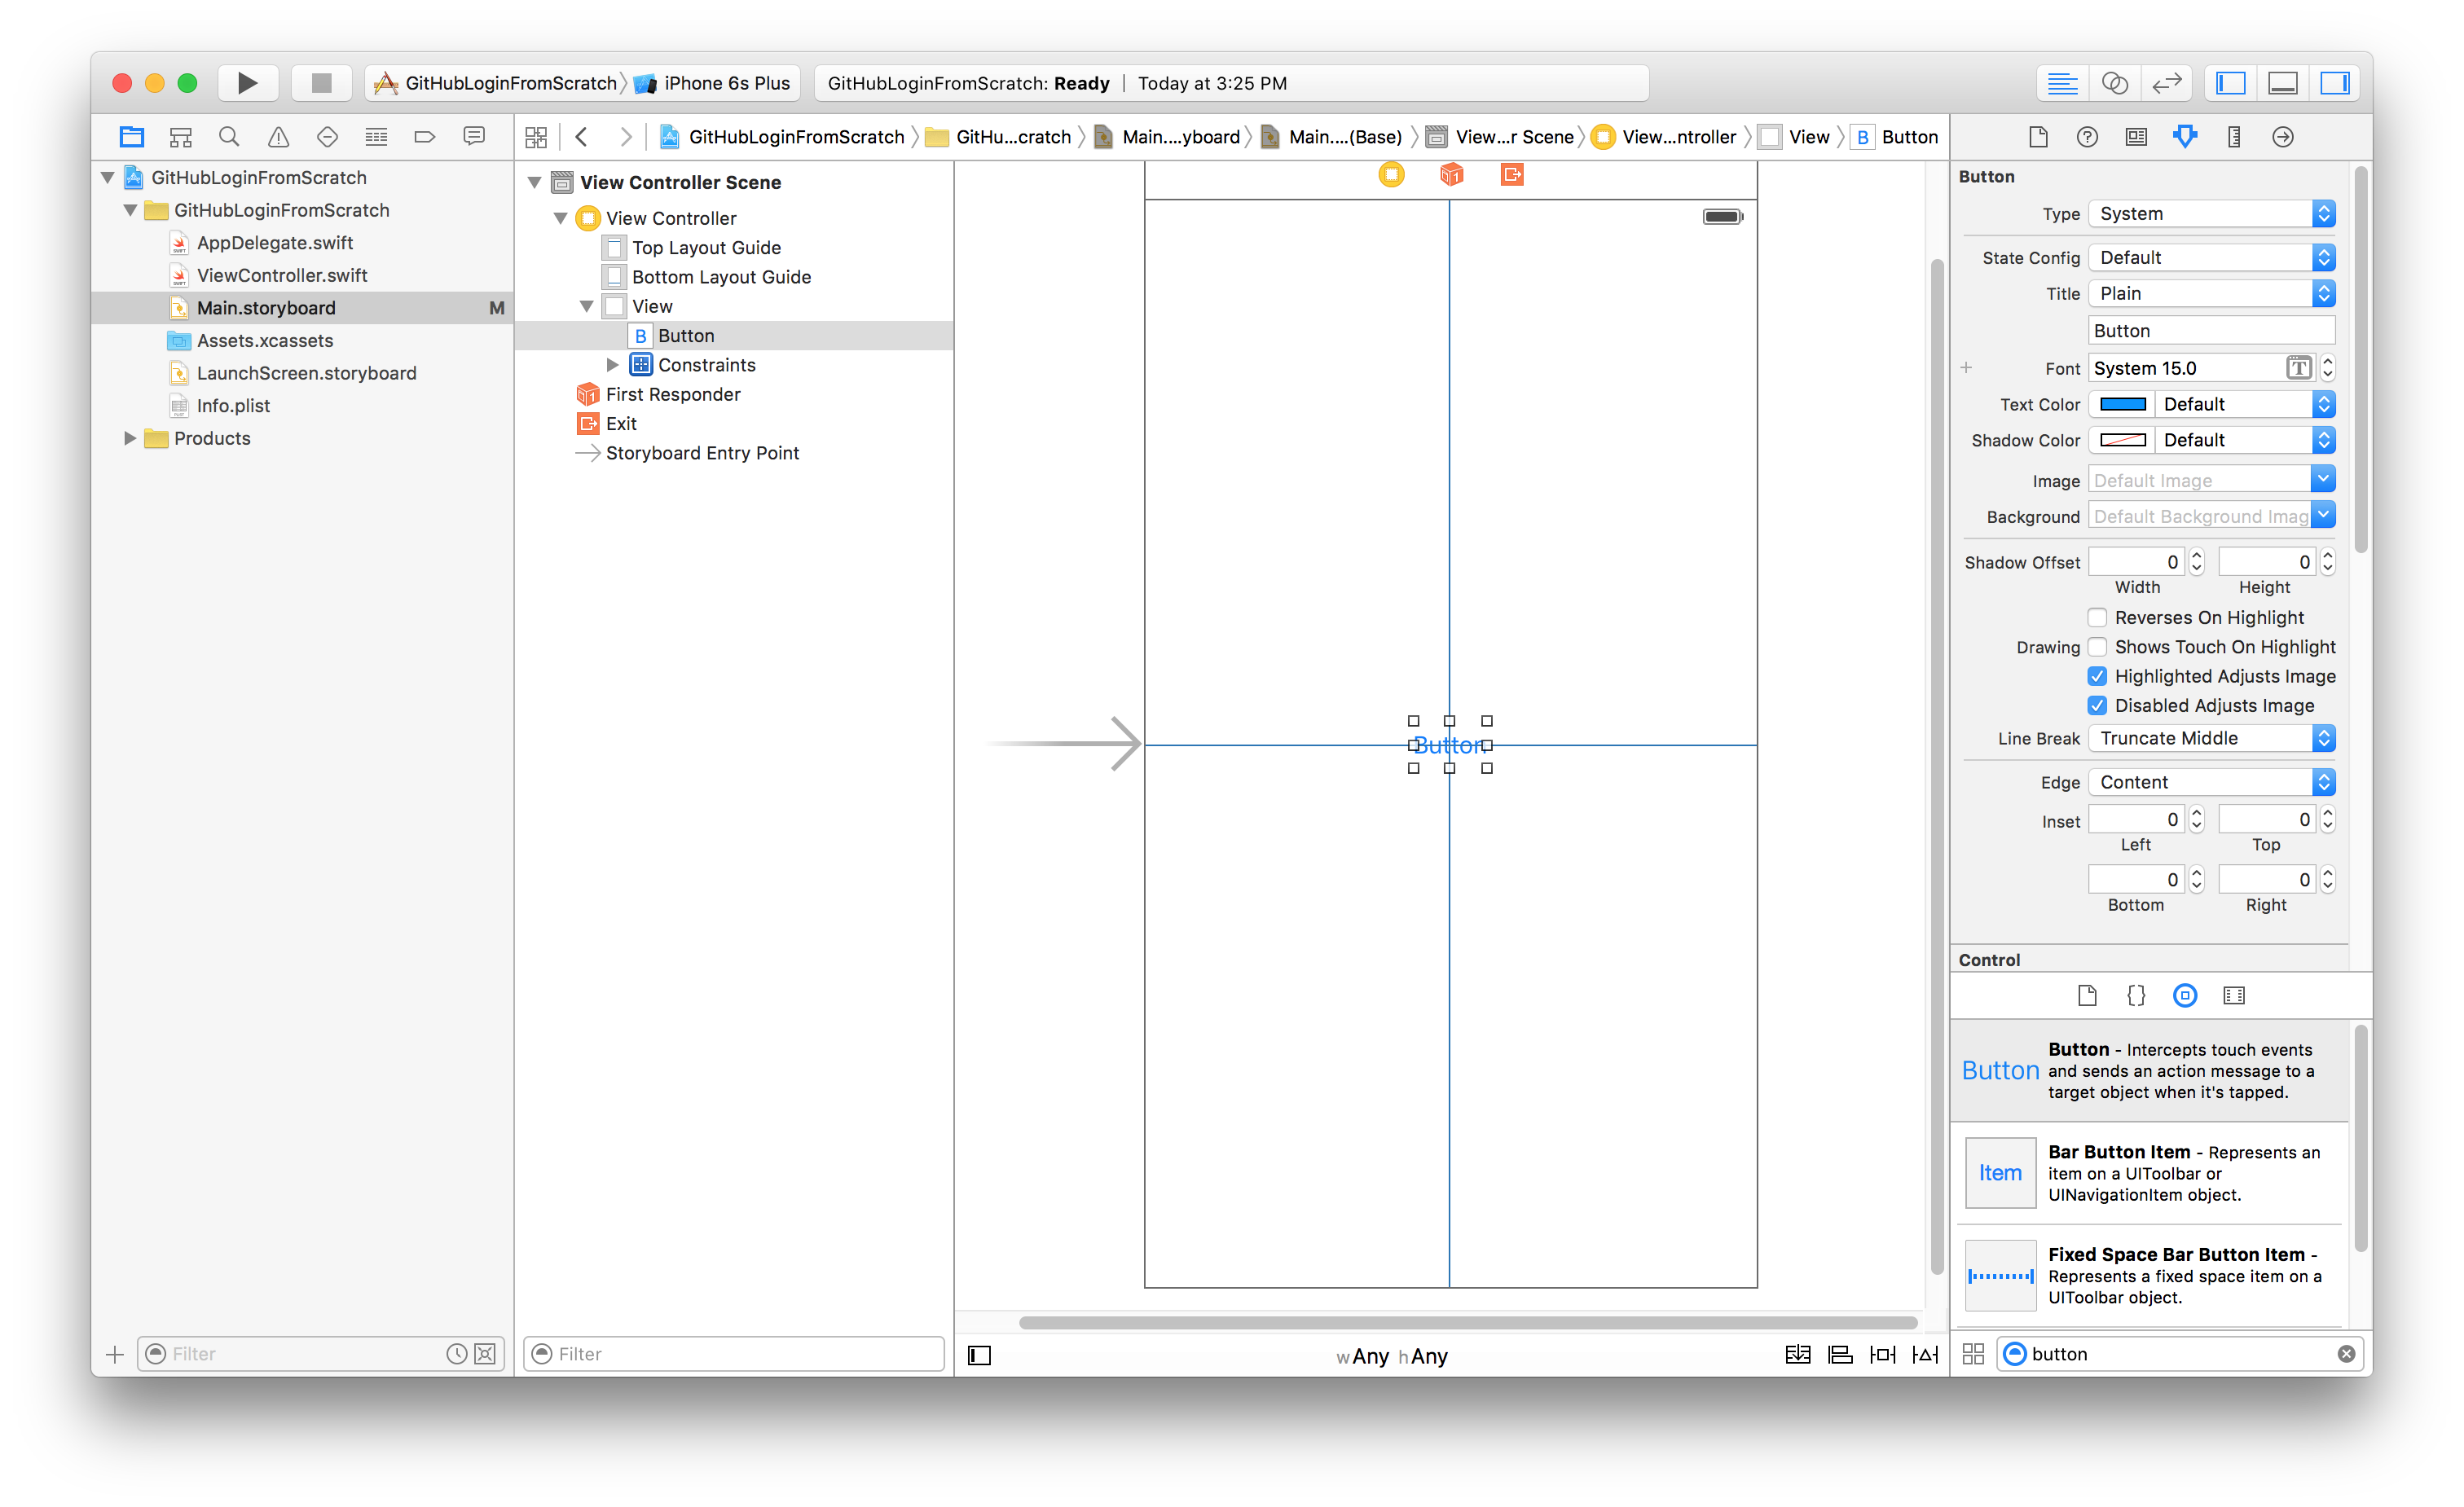 GitHubLoginFromScratch iPhone 6s Plus
GitHubLoginFromScratch: Ready | Today at 3:25 PM
GitHubLoginFromScratch GitHu...cratch Main....yboard Main....(Base) View...r Scene View...ntroller View B Button
GitHubLoginFromScratch
GitHubLoginFromScratch
AppDelegate.swift
ViewController.swift
Main.storyboard M
Assets.xcassets
LaunchScreen.storyboard
Info.plist
Products
Filter
View Controller Scene
View Controller
Top Layout Guide
Bottom Layout Guide
View
B Button
Constraints
First Responder
Exit
Storyboard Entry Point
Filter
Button
wAny hAny
Button
Type System
State Config Default
Title Plain
Button
Font System 15.0
Text Color Default
Shadow Color Default
Image Default Image
Background Default Background Imag
Shadow Offset 0 0
Width Height
Reverses On Highlight
Drawing Shows Touch On Highlight
Highlighted Adjusts Image
Disabled Adjusts Image
Line Break Truncate Middle
Edge Content
Inset 0 0
Left Top
0 0
Bottom Right
Control
Button
Button - Intercepts touch events
and sends an action message to a
target object when it's tapped.
Item
Bar Button Item - Represents an
item on a UIToolbar or
UINavigationItem object.
Fixed Space Bar Button Item -
Represents a fixed space item on a
UIToolbar object.
button